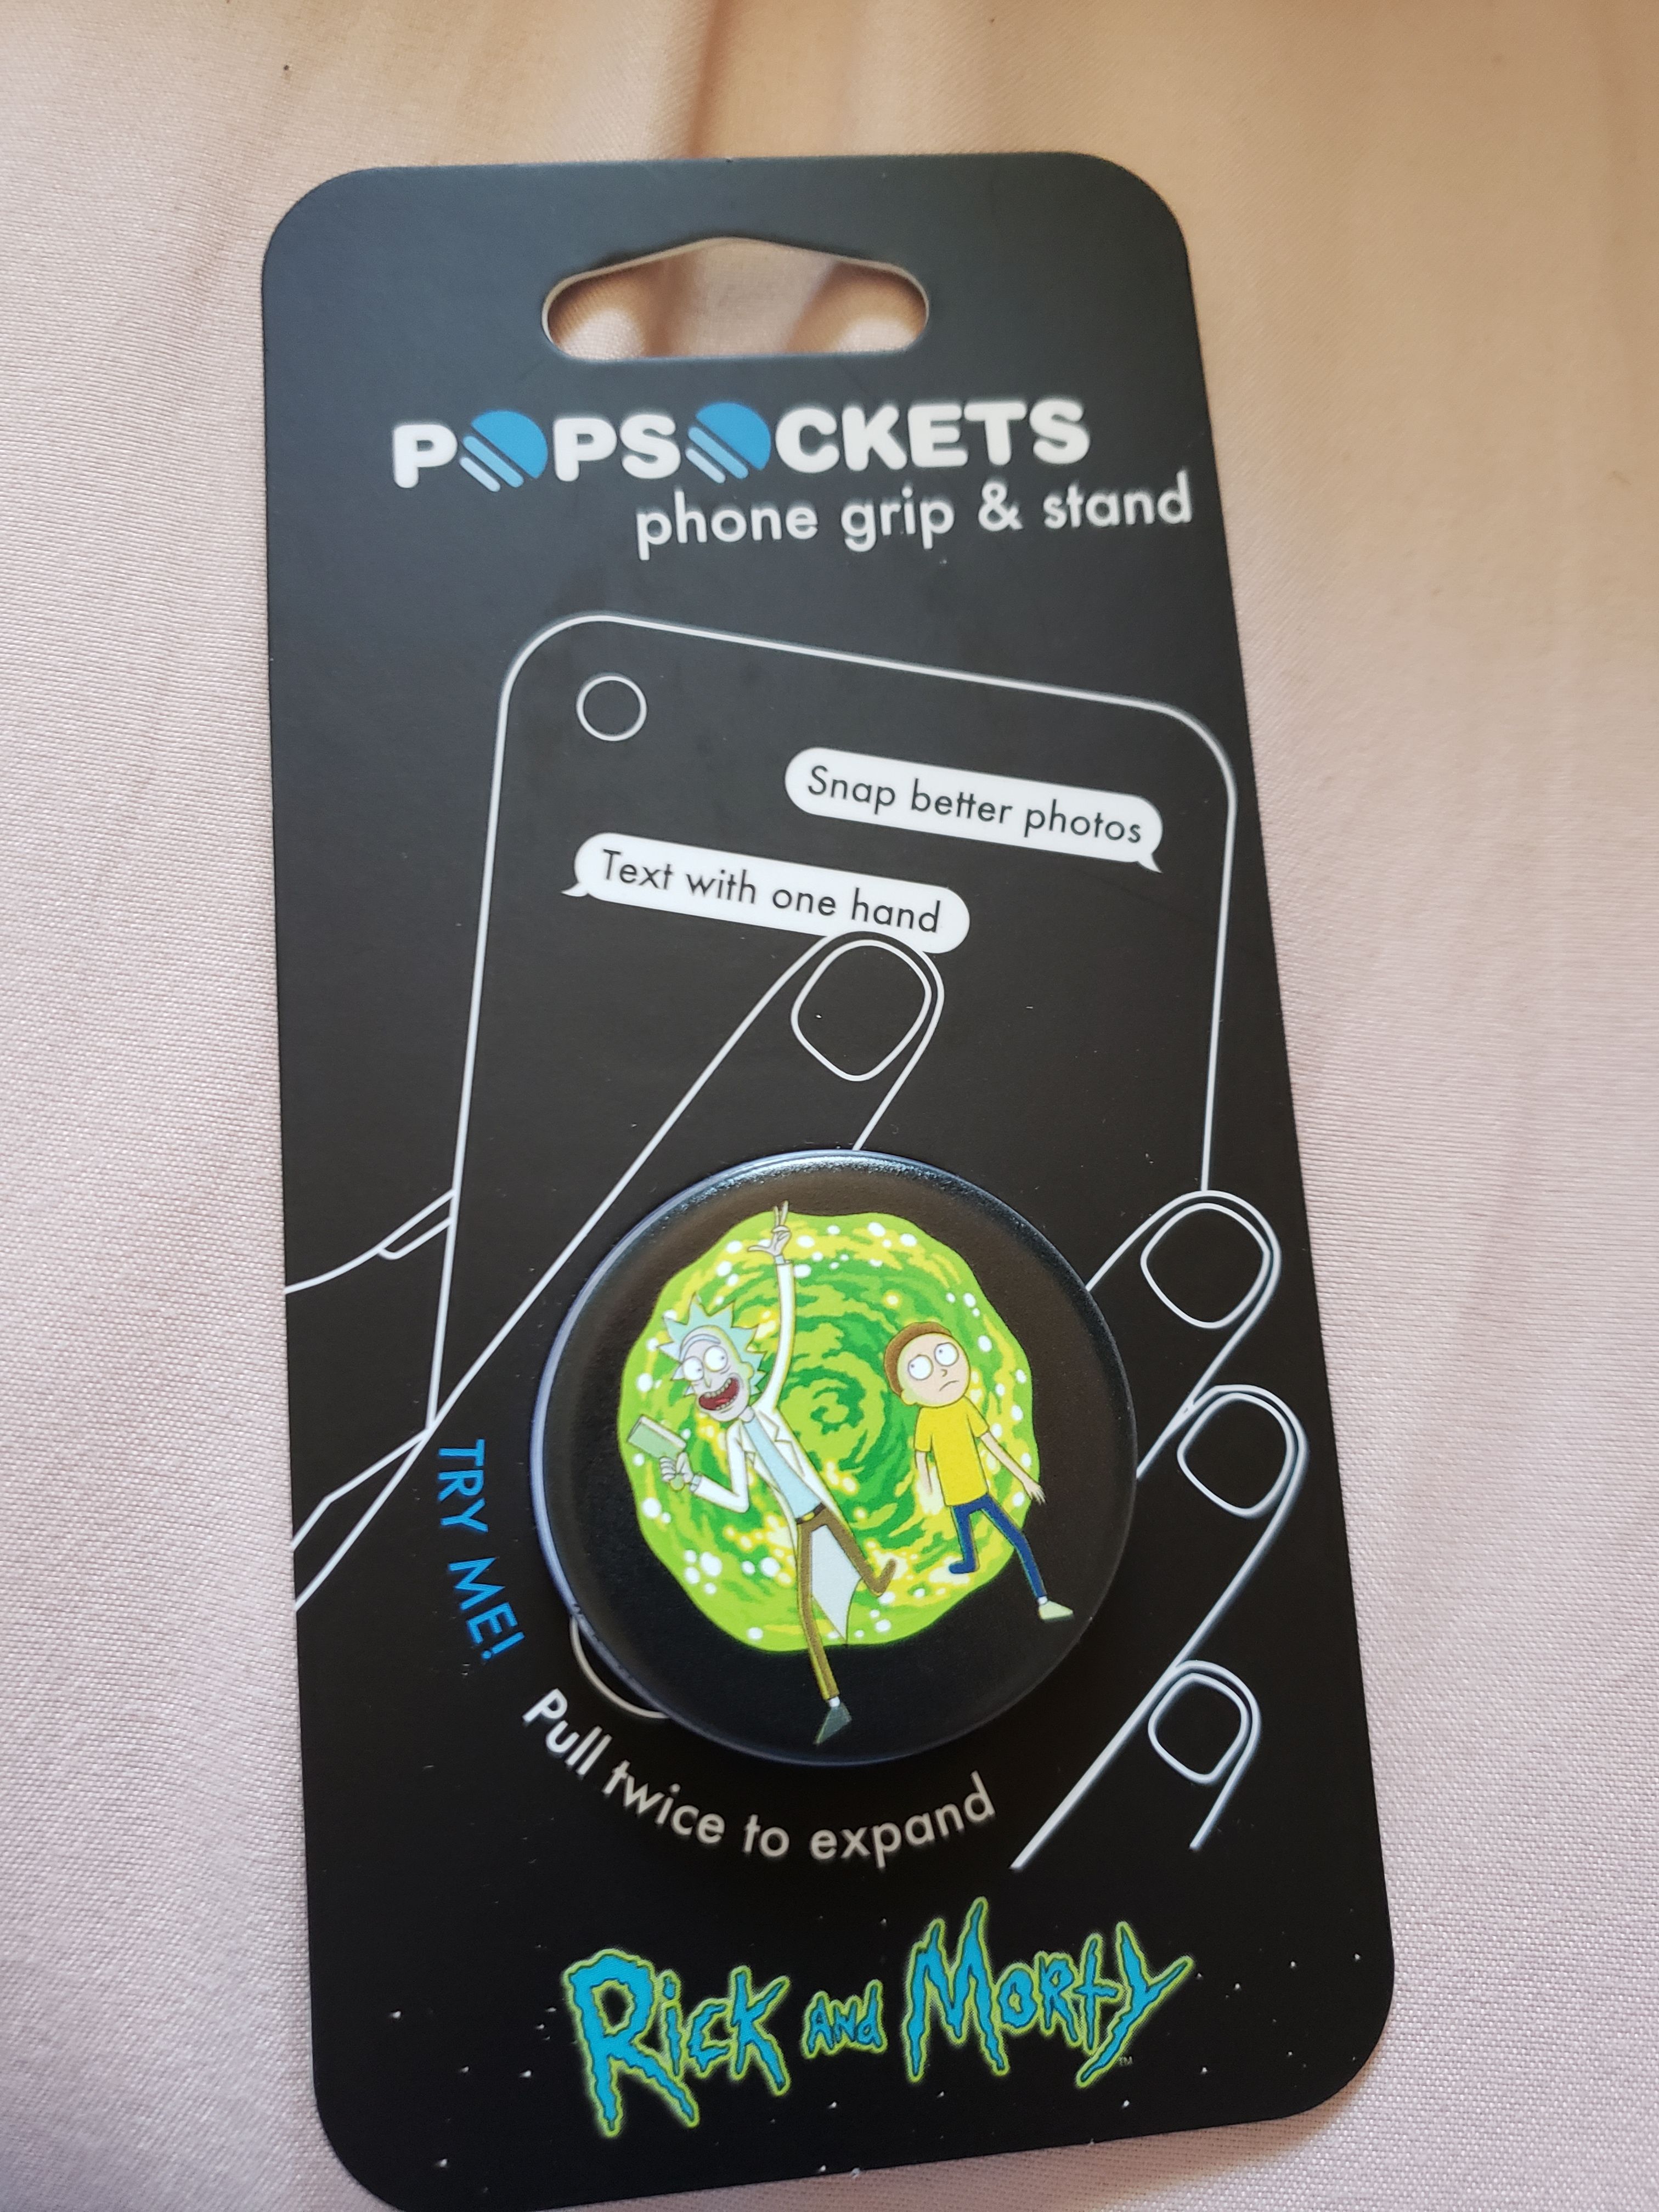 POPSOCKETS
phone grip & stand
Snap better photos
Text with one hand
TRY ME!
Pull twice to expand
Rick and Morty™